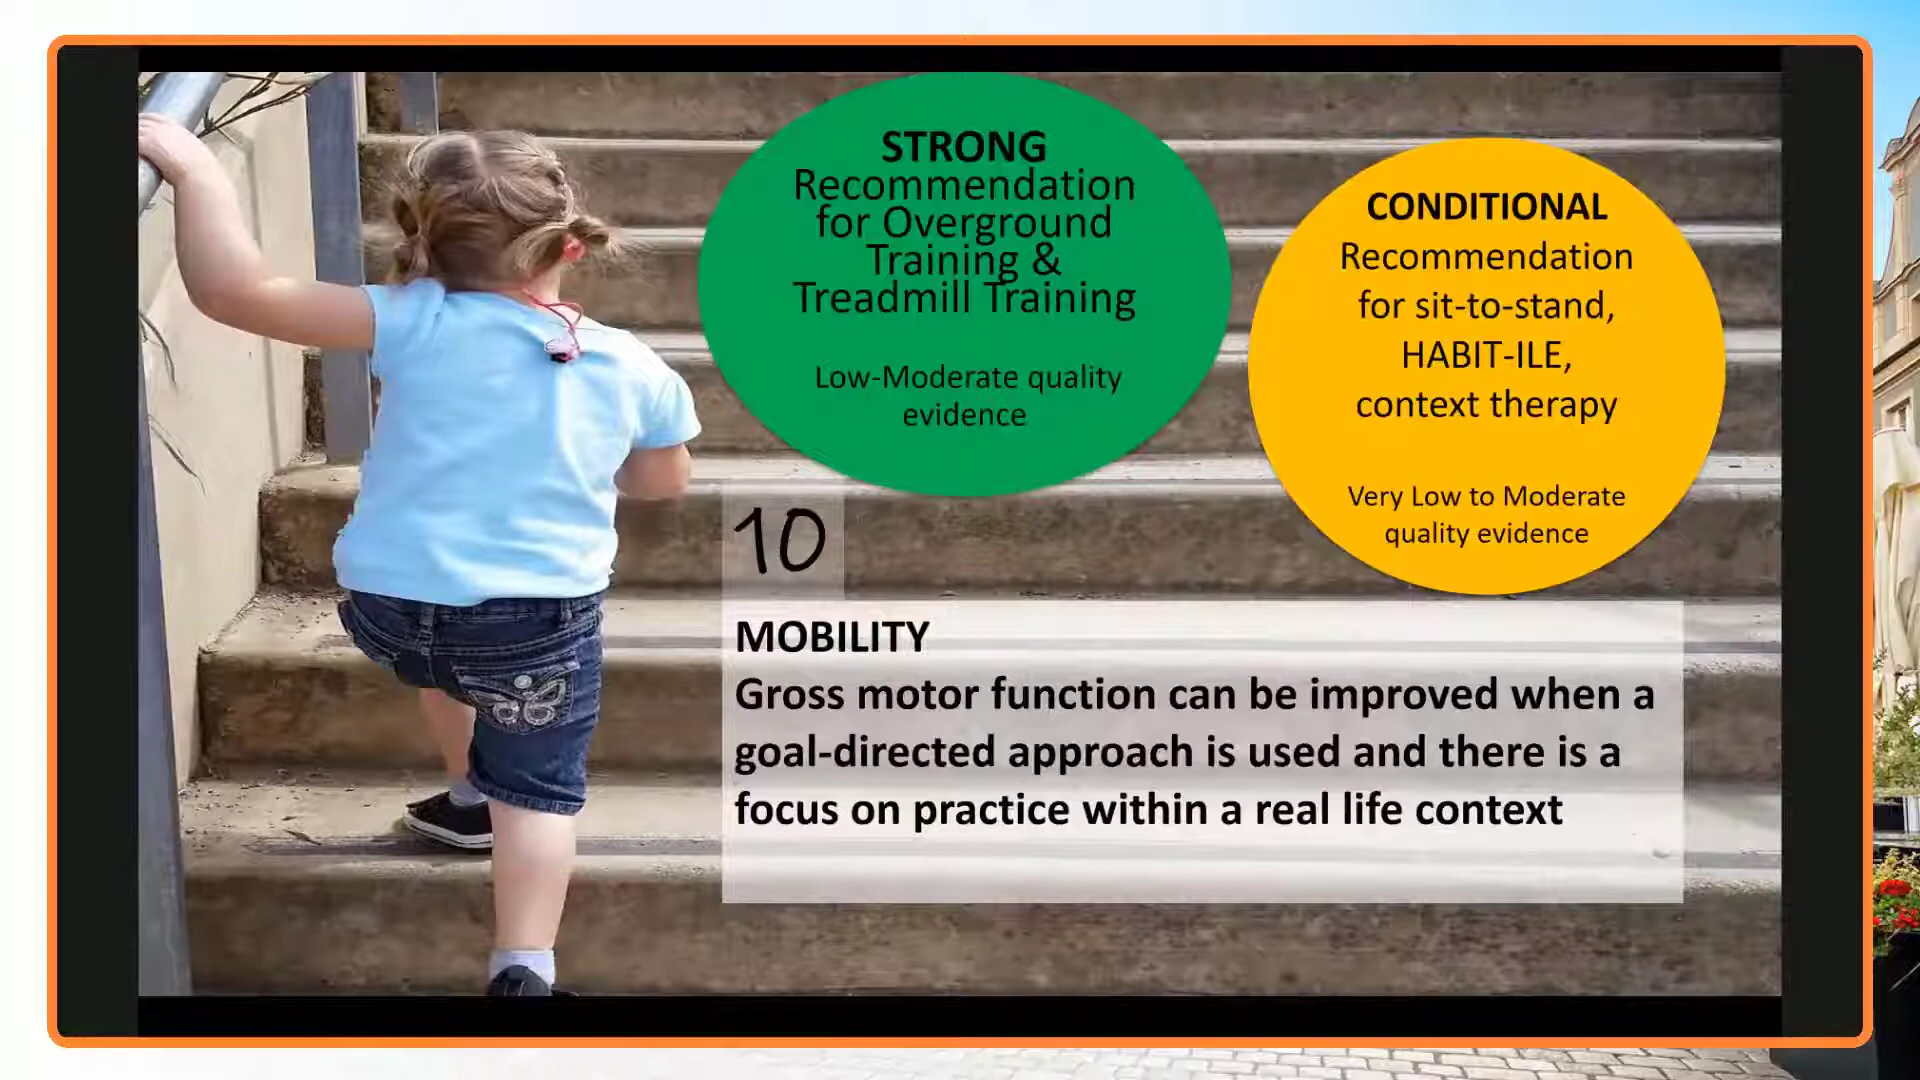 STRONG
Recommendation
for Overground
Training &
Treadmill Training
Low-Moderate quality
evidence
CONDITIONAL
Recommendation
for sit-to-stand,
HABIT-ILE,
context therapy
Very Low to Moderate
quality evidence
10
MOBILITY
Gross motor function can be improved when a
goal-directed approach is used and there is a
focus on practice within a real life context